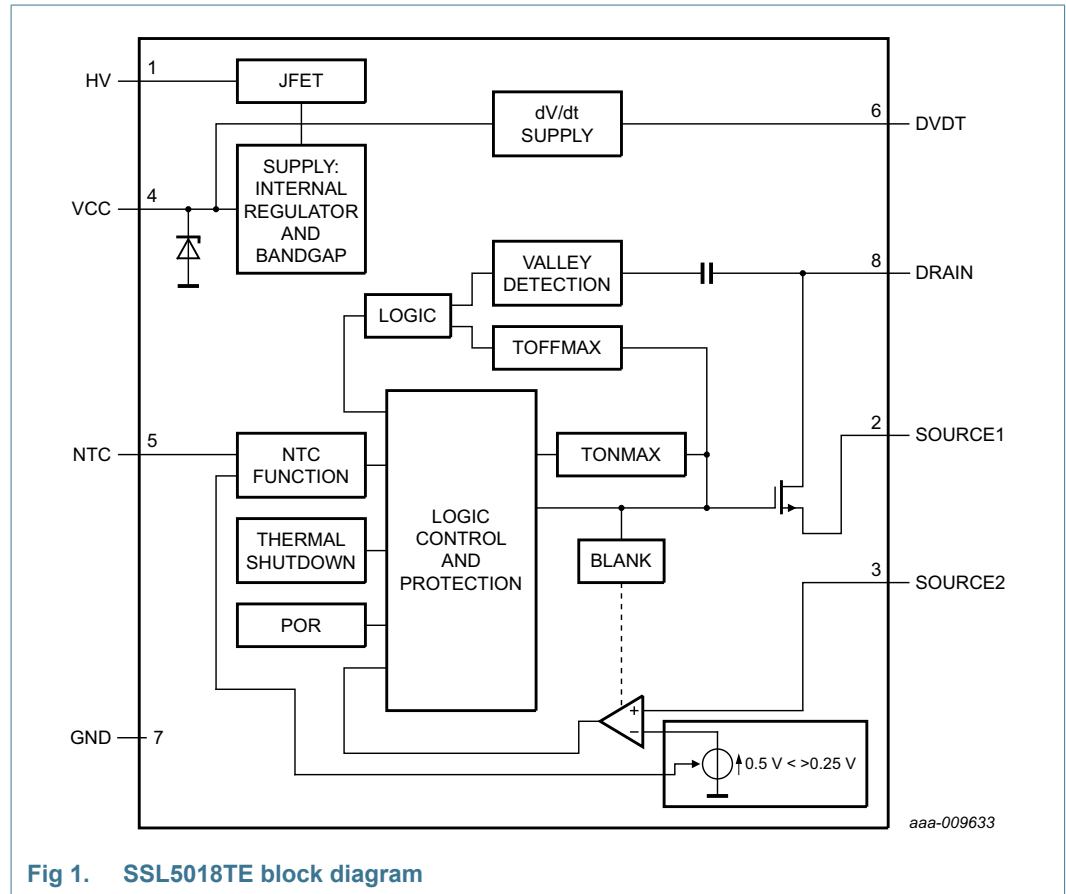 HV
1
JFET
dV/dt
SUPPLY
6
DVDT
SUPPLY:
INTERNAL
REGULATOR
AND
BANDGAP
VCC
4
VALLEY
DETECTION
8
DRAIN
LOGIC
TOFFMAX
NTC
5
NTC
FUNCTION
TONMAX
2
SOURCE1
LOGIC
CONTROL
AND
PROTECTION
THERMAL
SHUTDOWN
BLANK
3
SOURCE2
POR
+
−
GND
7
0.5 V < >0.25 V
aaa-009633
Fig 1. SSL5018TE block diagram